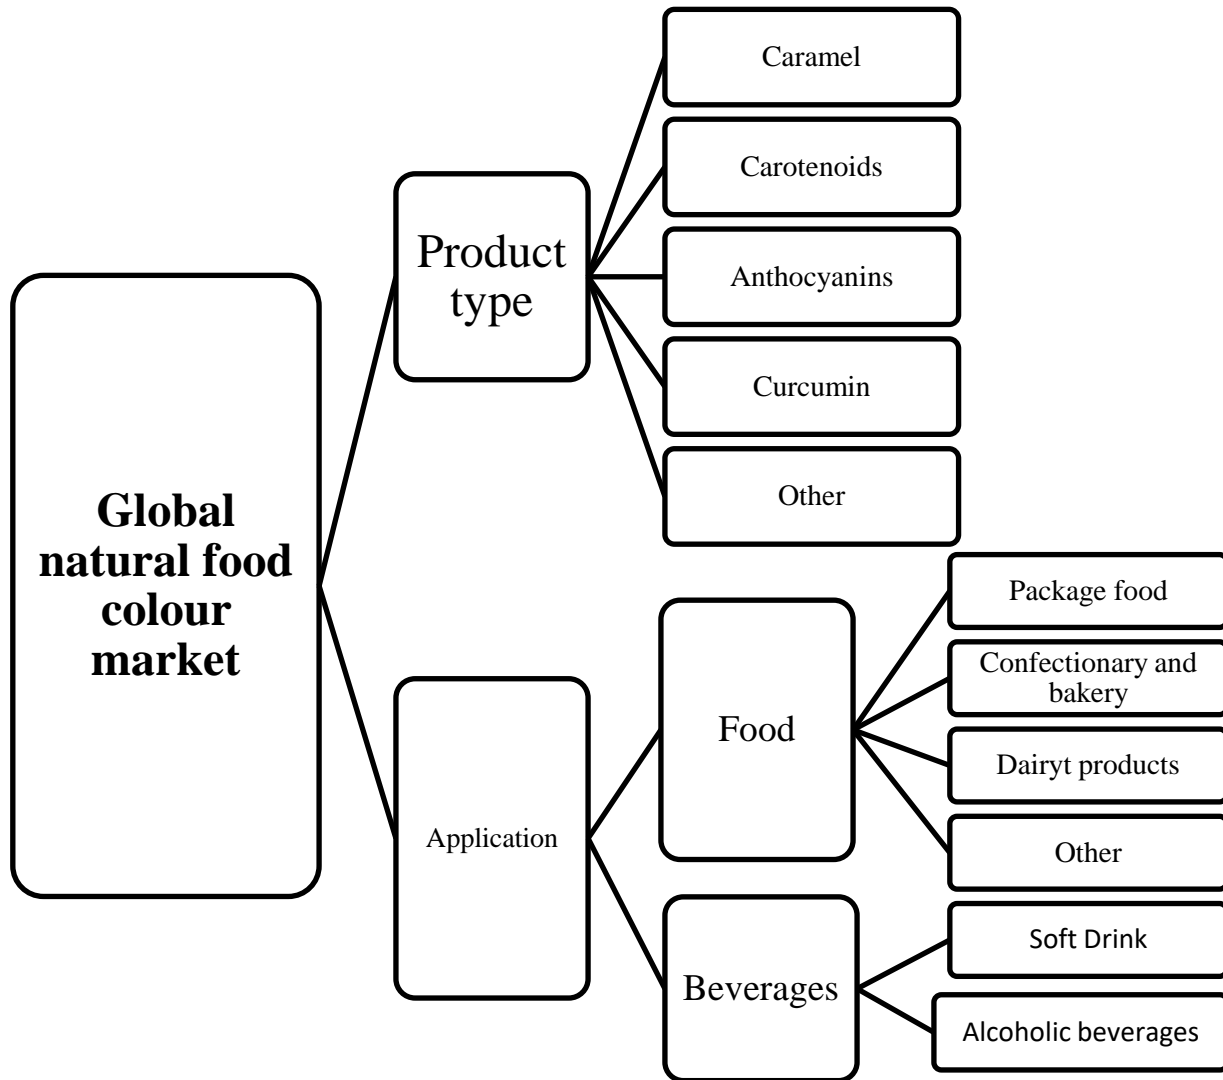 Global
natural food
colour
market
Product
type
Caramel
Carotenoids
Anthocyanins
Curcumin
Other
Application
Food
Package food
Confectionary and
bakery
Dairyt products
Other
Beverages
Soft Drink
Alcoholic beverages